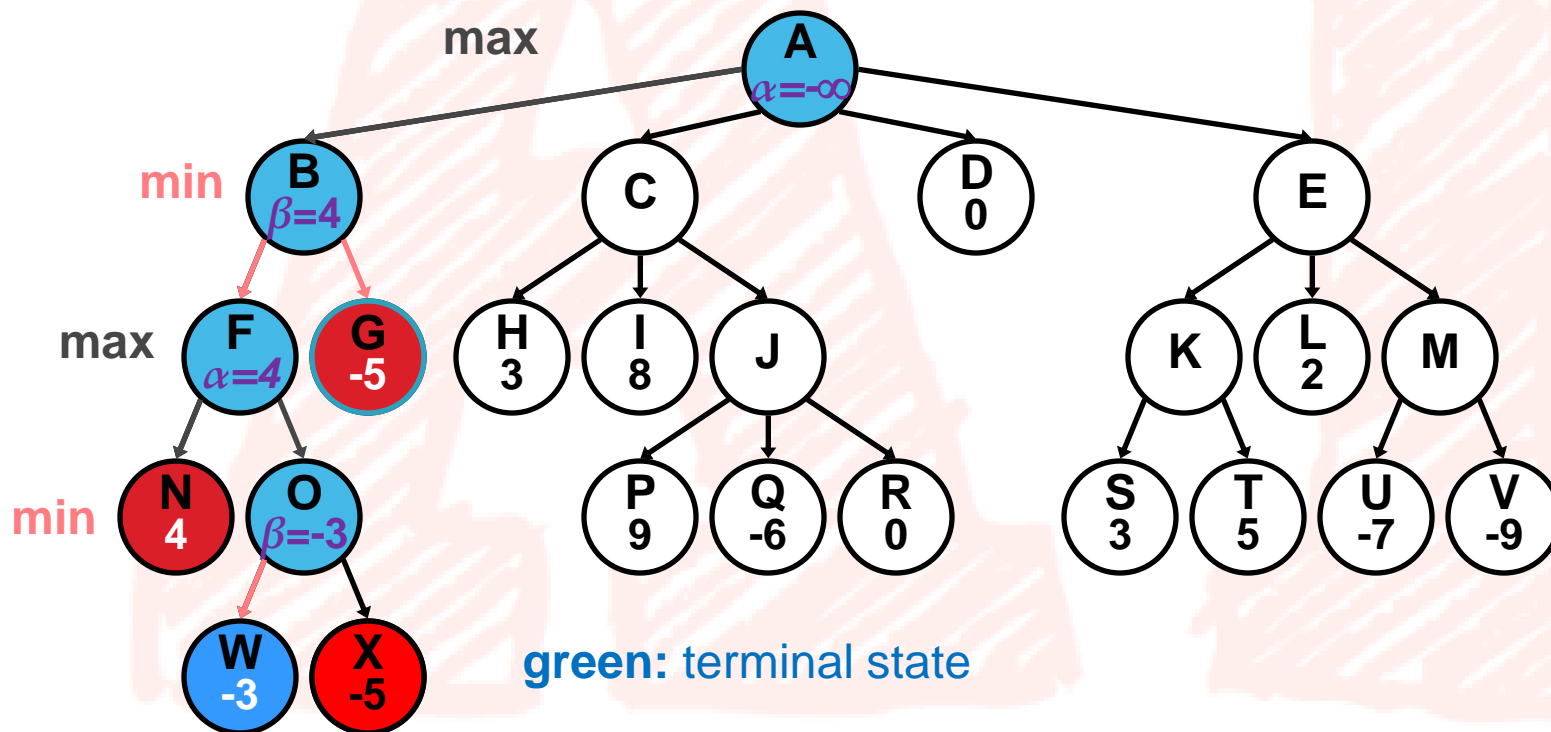 max
A
α=-∞
min
B
β=4
C
D
0
E
max
F
α=4
G
-5
H
3
I
8
J
K
L
2
M
min
N
4
O
β=-3
P
9
Q
-6
R
0
S
3
T
5
U
-7
V
-9
W
-3
X
-5
green: terminal state